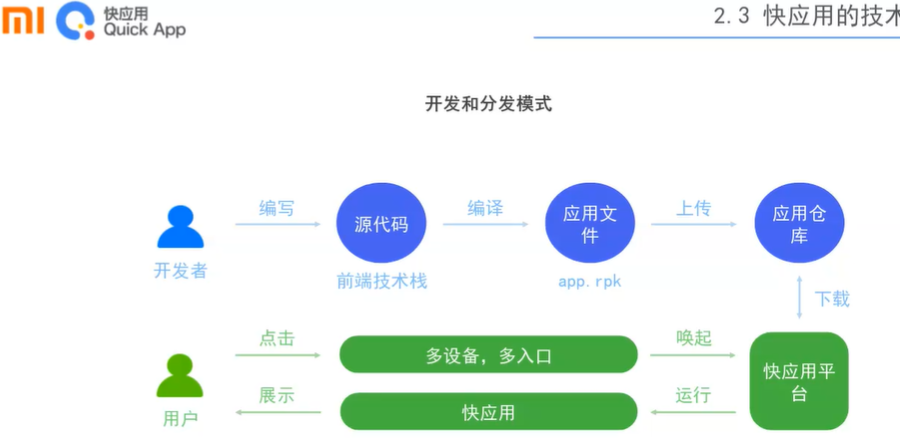 mi 快应用
Quick App
2.3 快应用的技术
开发和分发模式
编写
编译
上传
源代码
应用文
件
应用仓
库
开发者
前端技术栈
app.rpk
下载
点击
唤起
多设备，多入口
快应用平
台
展示
运行
快应用
用户